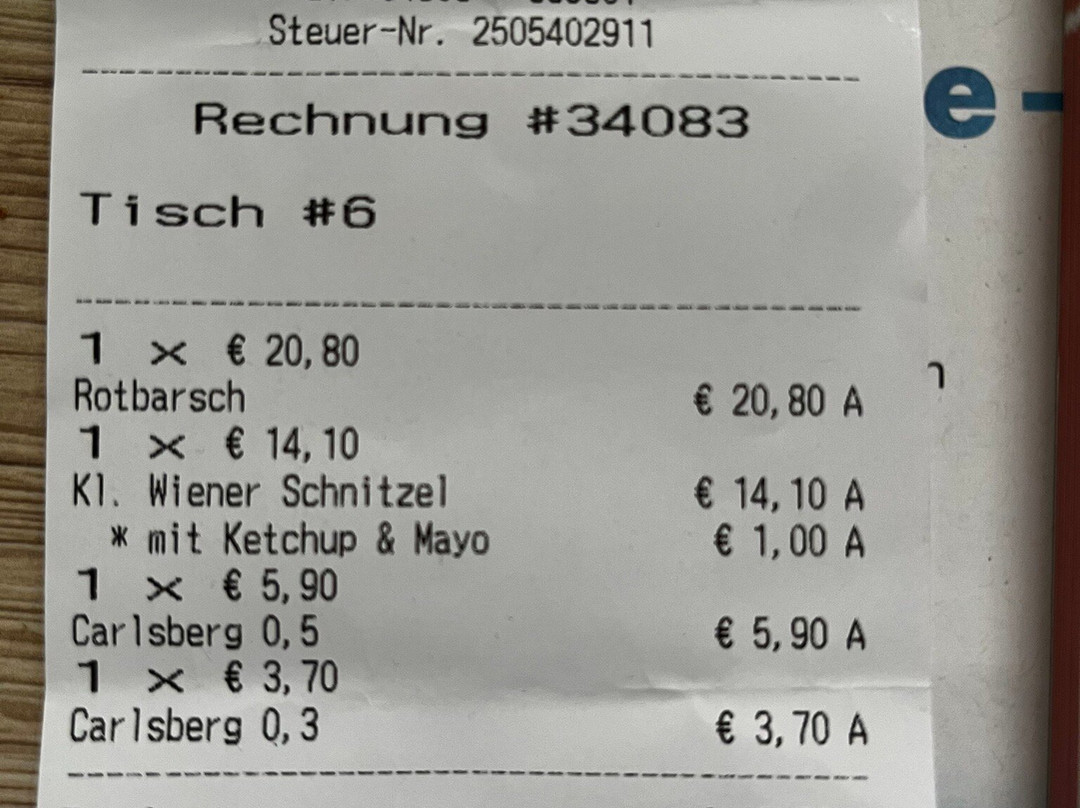 Steuer-Nr. 2505402911
Rechnung #34083
Tisch #6
1 x € 20,80
Rotbarsch € 20,80 A
1 x € 14,10
Kl. Wiener Schnitzel € 14,10 A
* mit Ketchup & Mayo € 1,00 A
1 x € 5,90
Carlsberg 0,5 € 5,90 A
1 x € 3,70
Carlsberg 0,3 € 3,70 A
e-